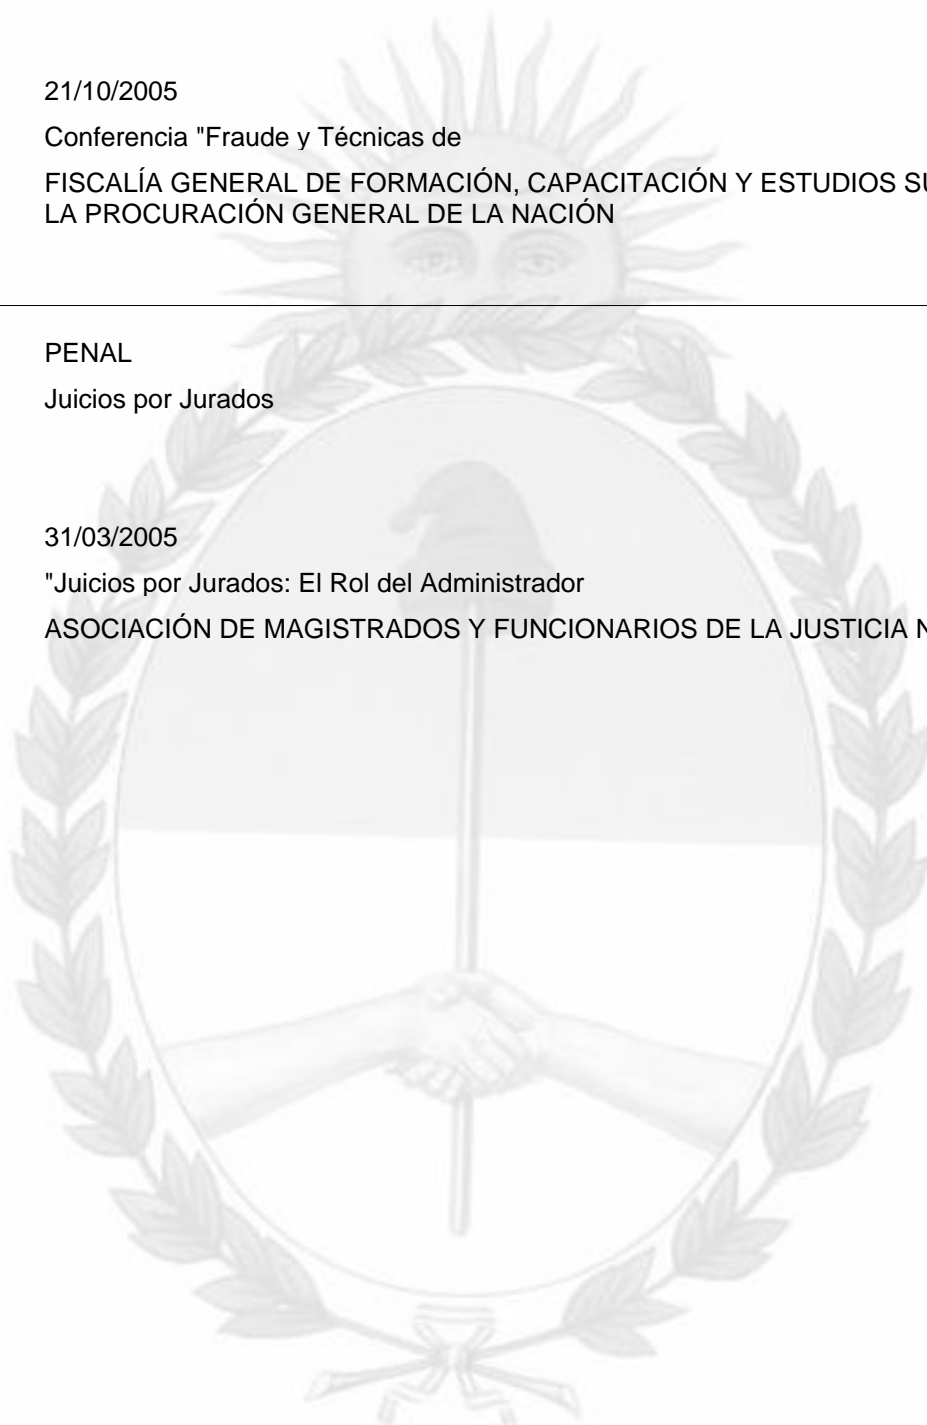 21/10/2005
Conferencia "Fraude y Técnicas de
FISCALÍA GENERAL DE FORMACIÓN, CAPACITACIÓN Y ESTUDIOS
LA PROCURACIÓN GENERAL DE LA NACIÓN
PENAL
Juicios por Jurados
31/03/2005
"Juicios por Jurados: El Rol del Administrador
ASOCIACIÓN DE MAGISTRADOS Y FUNCIONARIOS DE LA JUSTICIA